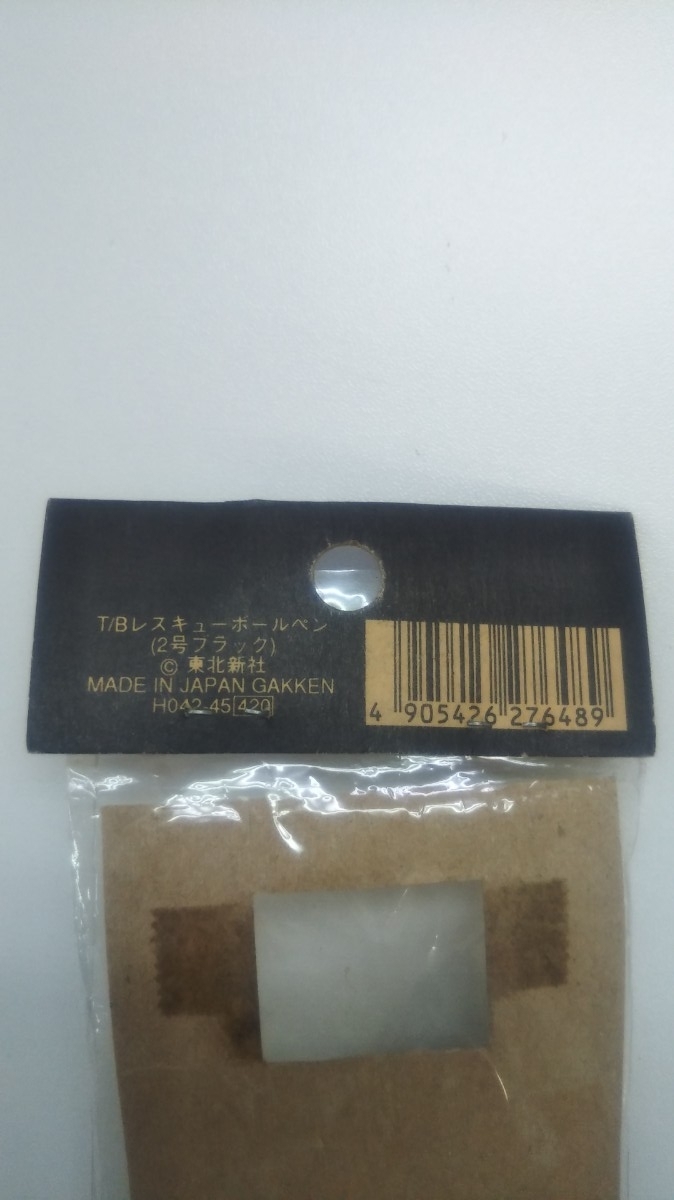 T/Bレスキューボールペン
(2号ブラック)
© 東北新社
MADE IN JAPAN GAKKEN
H042-45 420
4 905426 276489